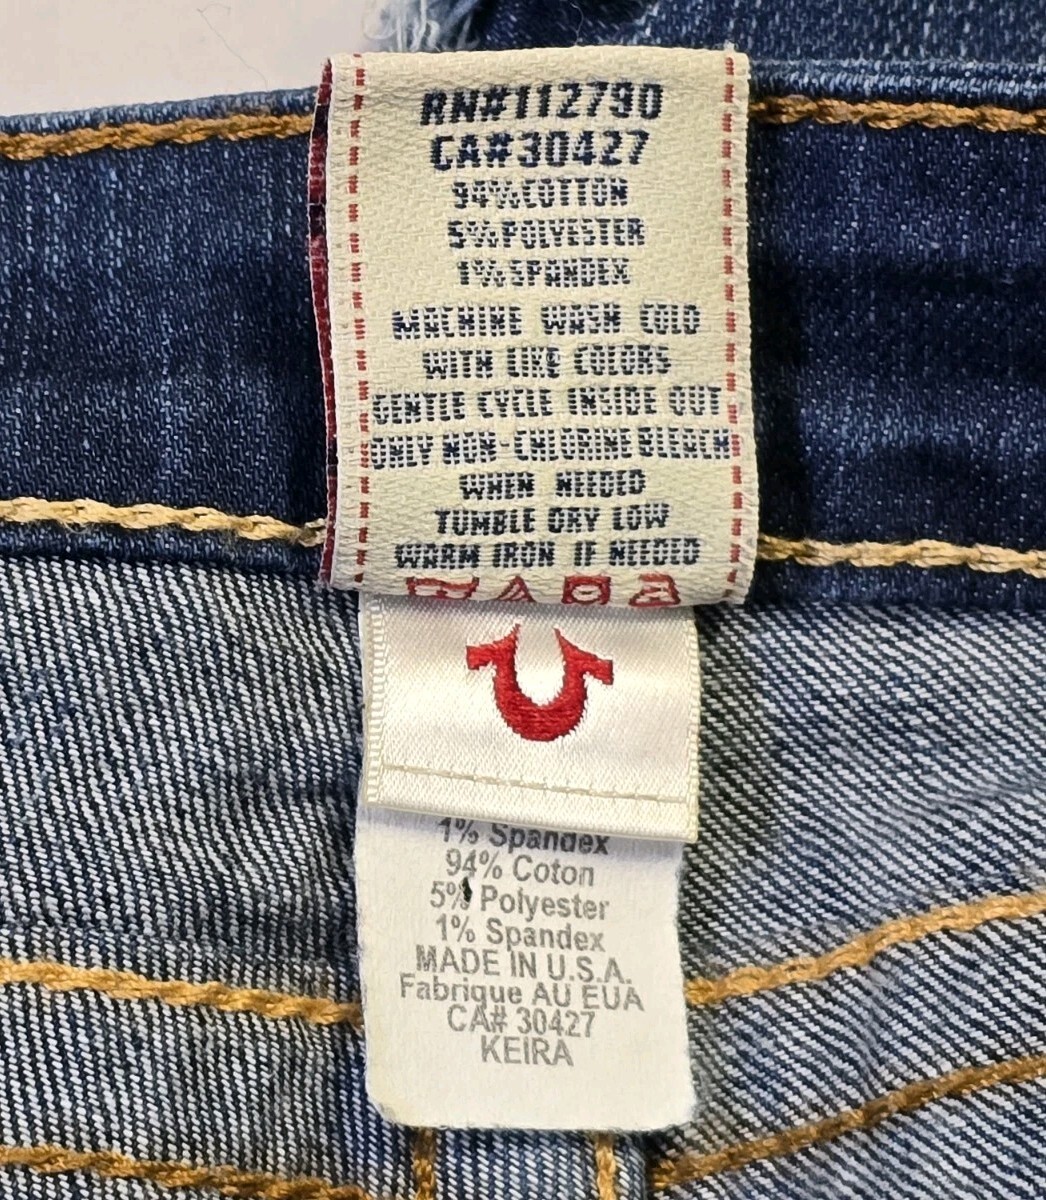 RN#112790
CA#30427
94%COTTON
5%POLYESTER
1%SPANDEX
MACHINE WASH COLD
WITH LIKE COLORS
GENTLE CYCLE INSIDE OUT
ONLY NON-CHLORINE BLEACH
WHEN NEEDED
TUMBLE DRY LOW
WARM IRON IF NEEDED
1% Spandex
94% Coton
5% Polyester
1% Spandex
MADE IN U.S.A.
Fabrique AU EUA
CA# 30427
KEIRA